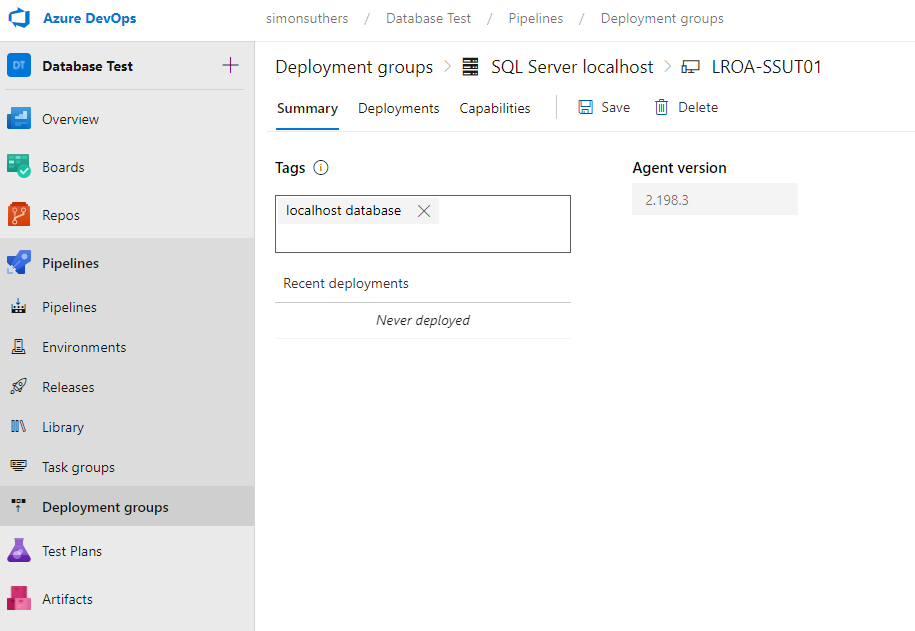 Azure DevOps
simonsuthers / Database Test / Pipelines / Deployment groups
DT Database Test
Overview
Boards
Repos
Pipelines
Pipelines
Environments
Releases
Library
Task groups
Deployment groups
Test Plans
Artifacts
Deployment groups > SQL Server localhost > LROA-SSUT01
Summary Deployments Capabilities Save Delete
Tags
localhost database
Recent deployments
Never deployed
Agent version
2.198.3